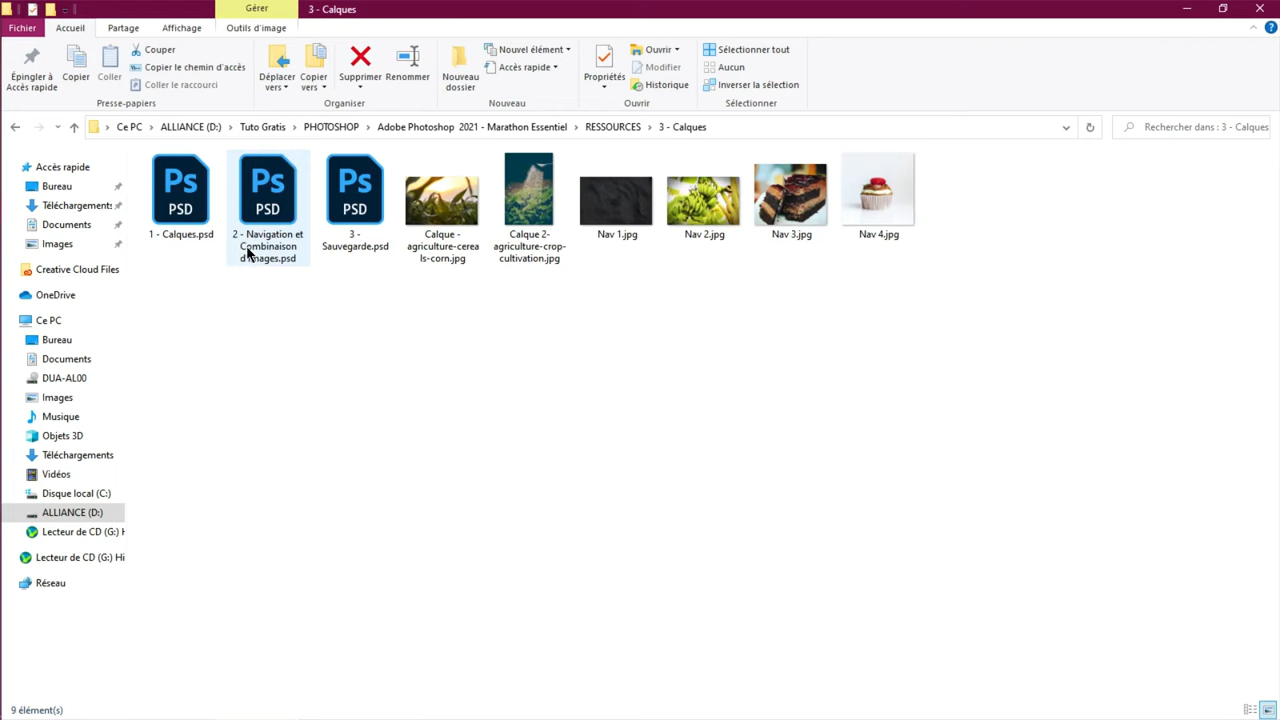 Gérer
3 - Calques
Fichier
Accueil
Partage
Affichage
Outils d'image
Épingler à
Accès rapide
Copier
Coller
Couper
Copier le chemin d'accès
Coller le raccourci
Presse-papiers
Déplacer
vers
Copier
vers
Supprimer
Renommer
Organiser
Nouveau
dossier
Nouvel élément
Accès rapide
Nouveau
Propriétés
Ouvrir
Modifier
Historique
Ouvrir
Sélectionner tout
Aucun
Inverser la sélection
Sélectionner
Ce PC > ALLIANCE (D:) > Tuto Gratis > PHOTOSHOP > Adobe Photoshop 2021 - Marathon Essentiel > RESSOURCES > 3 - Calques
Rechercher dans : 3 - Calques
Accès rapide
Bureau
Téléchargements
Documents
Images
Creative Cloud Files
OneDrive
Ce PC
Bureau
Documents
DUA-AL00
Images
Musique
Objets 3D
Téléchargements
Vidéos
Disque local (C:)
ALLIANCE (D:)
Lecteur de CD (G:) H
Lecteur de CD (G:) Hi
Réseau
Ps
PSD
1 - Calques.psd
Ps
PSD
2 - Navigation et
Combinaison
d'images.psd
Ps
PSD
3 -
Sauvegarde.psd
Calque -
agriculture-cerea
ls-corn.jpg
Calque 2-
agriculture-crop-
cultivation.jpg
Nav 1.jpg
Nav 2.jpg
Nav 3.jpg
Nav 4.jpg
9 élément(s)